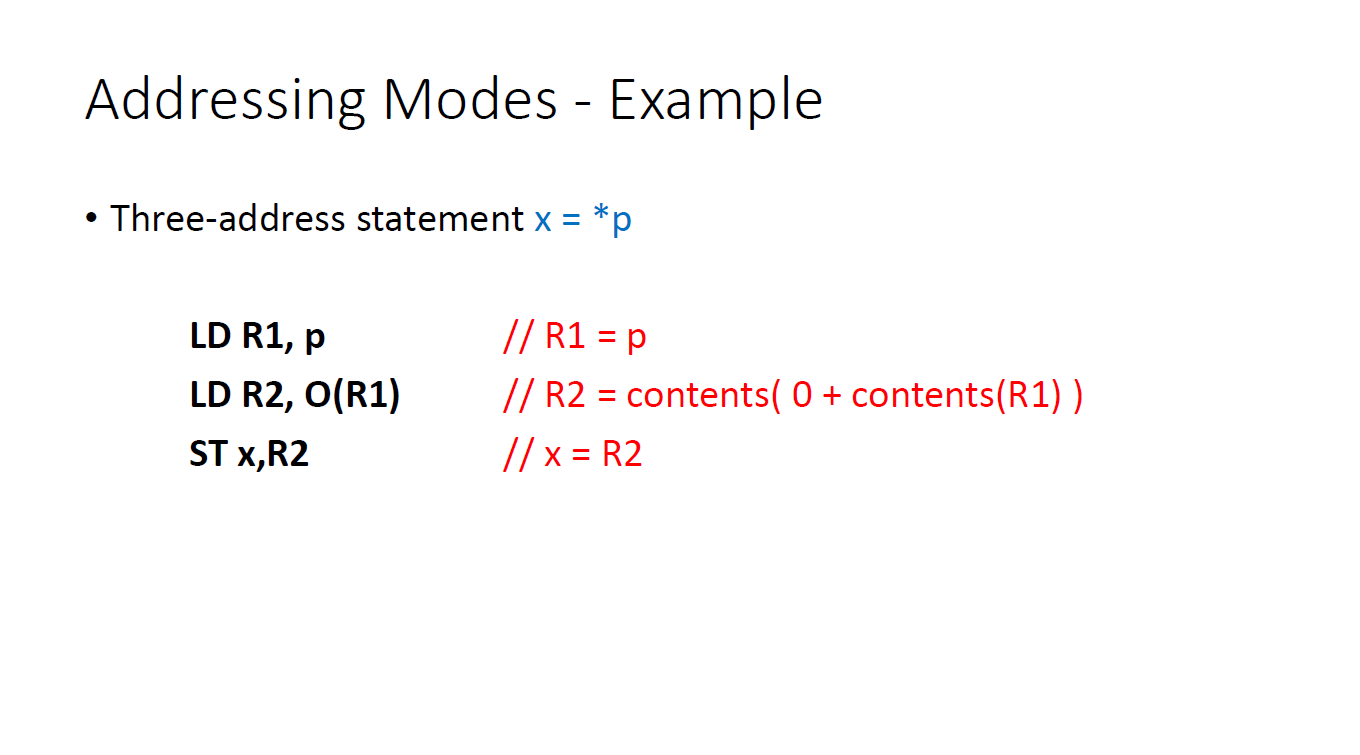 Addressing Modes - Example
• Three-address statement x = *p
LD R1, p // R1 = p
LD R2, O(R1) // R2 = contents( 0 + contents(R1) )
ST x,R2 // x = R2